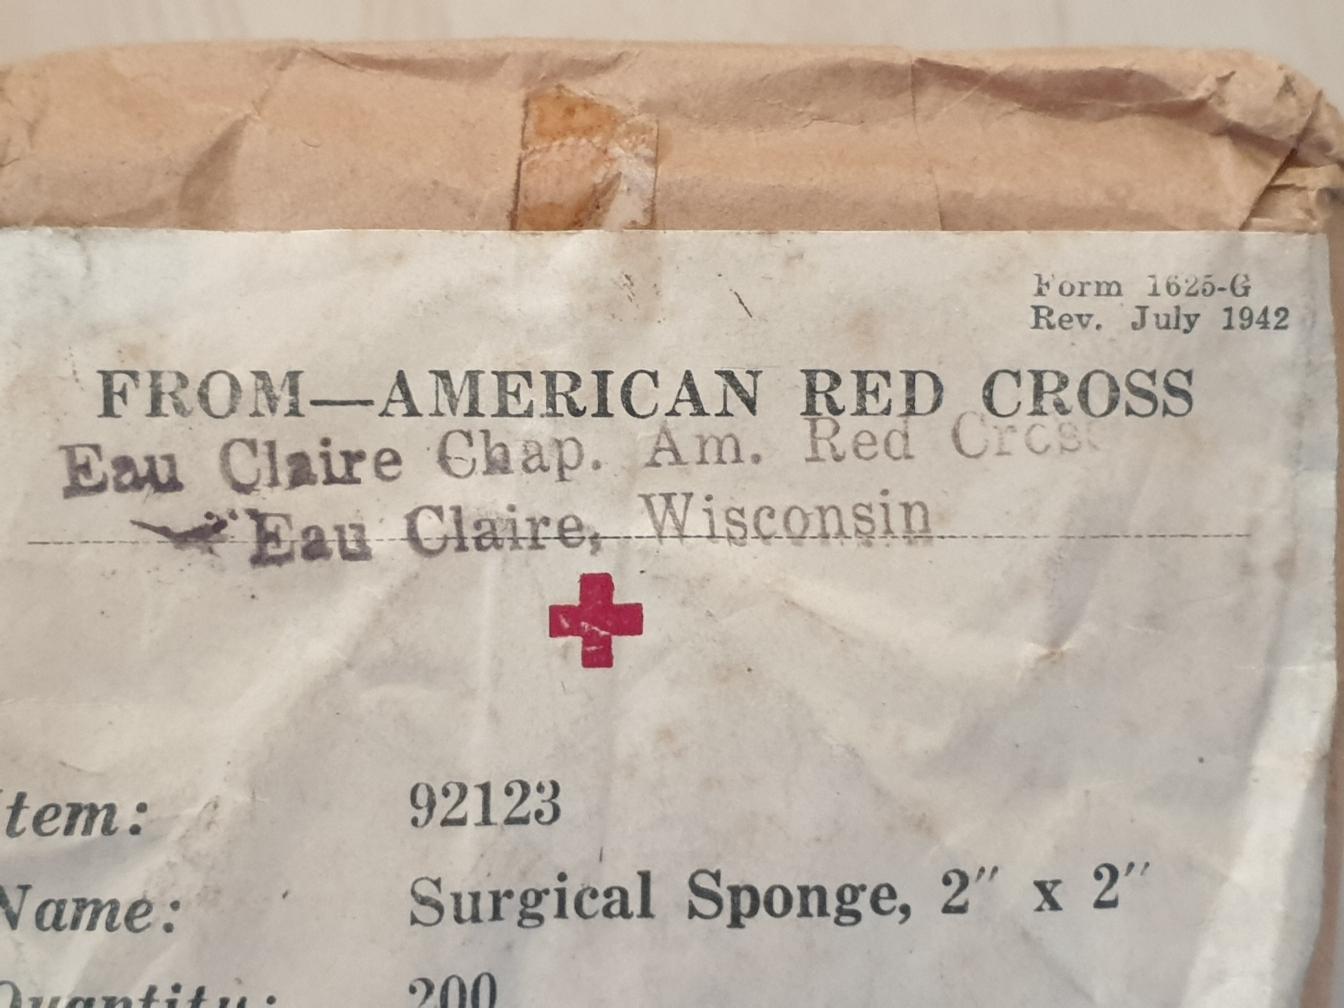 Form 1625-G
Rev. July 1942
FROM—AMERICAN RED CROSS
Eau Claire Chap. Am. Red Cross
Eau Claire, Wisconsin
Item: 92123
Name: Surgical Sponge, 2″ x 2″
Quantity: 200